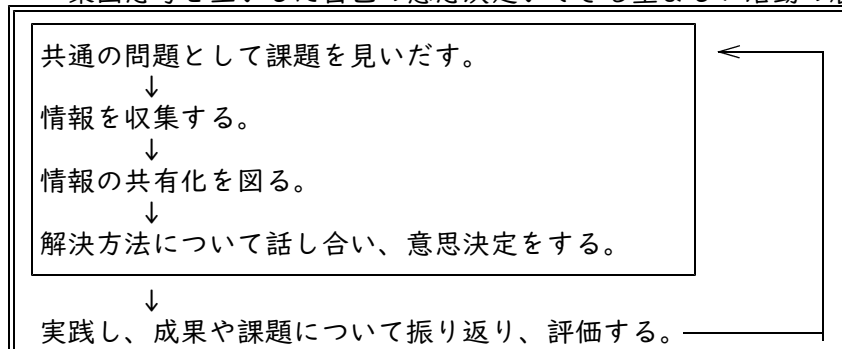 共通の問題として課題を見いだす。
↓
情報を収集する。
↓
情報の共有化を図る。
↓
解決方法について話し合い、意思決定をする。
↓
実践し、成果や課題について振り返り、評価する。